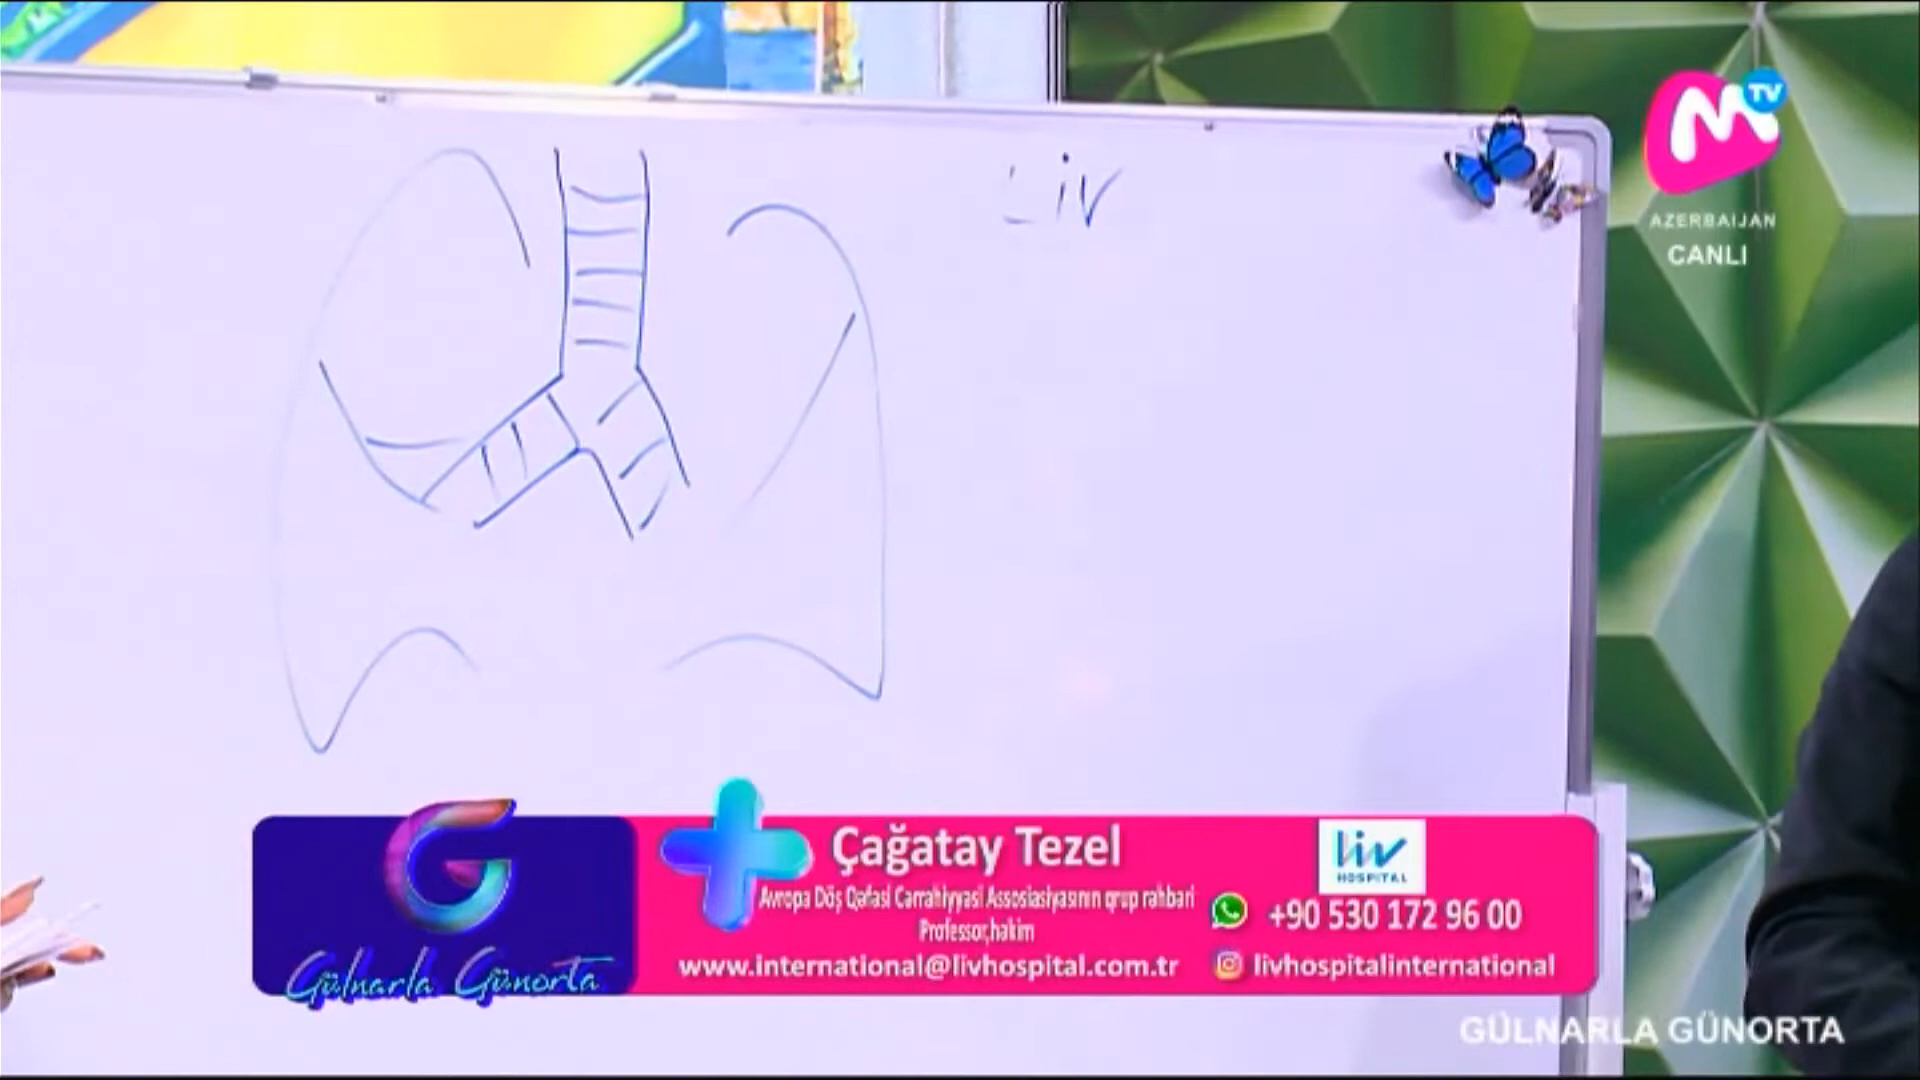 Liv
M TV
AZERBAIJAN
CANLI
G
Gülnarla Günorta
Çağatay Tezel
Avropa Döş Qəfəsi Cərrahiyyəsi Assosiasiyasının qrup rəhbəri
Professor,həkim
www.international@livhospital.com.tr
liv
HOSPITAL
+90 530 172 96 00
livhospitalinternational
GÜLNARLA GÜNORTA